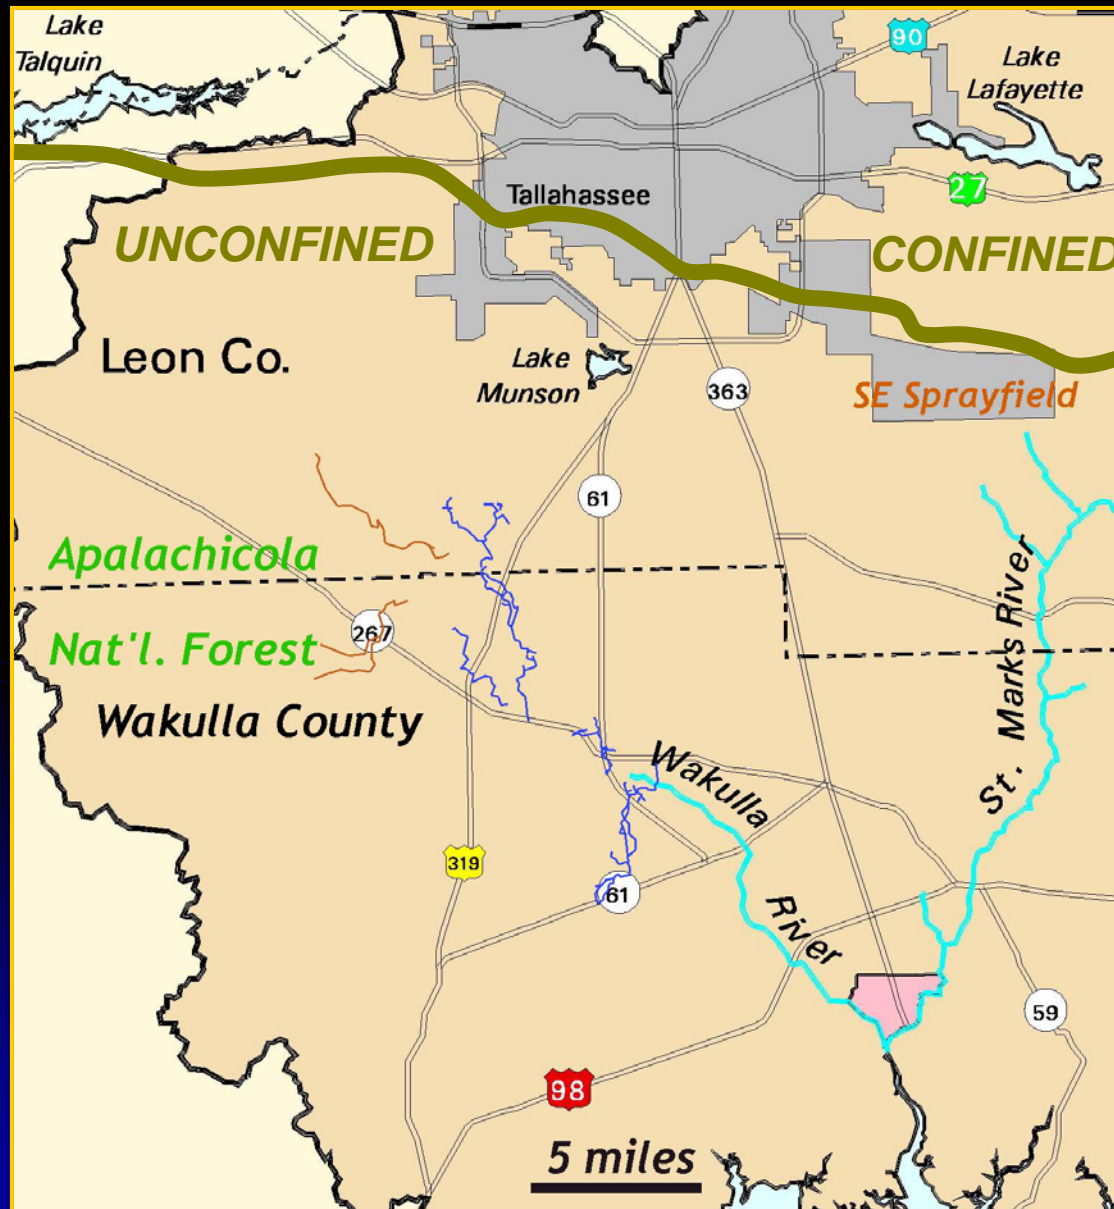 Lake
Talquin
90
Lake
Lafayette
27
Tallahassee
UNCONFINED
CONFINED
Leon Co.
Lake
Munson
363
SE Sprayfield
61
Apalachicola
267
Nat'l. Forest
Wakulla County
St. Marks River
Wakulla
River
319
61
59
98
5 miles